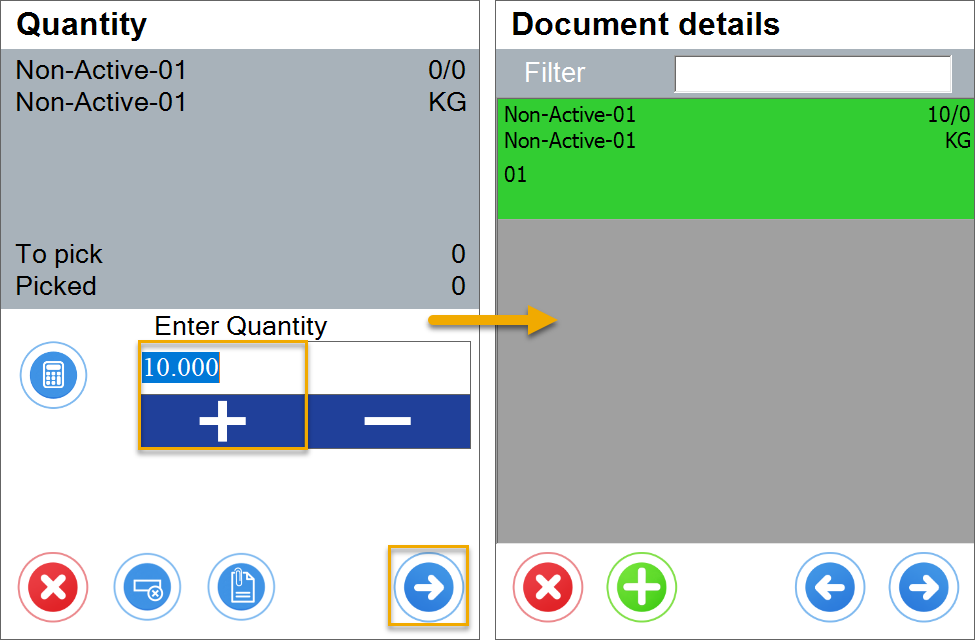 Quantity
Non-Active-01 0/0
Non-Active-01 KG
To pick 0
Picked 0
Enter Quantity
10.000
Document details
Filter
Non-Active-01 10/0
Non-Active-01 KG
01